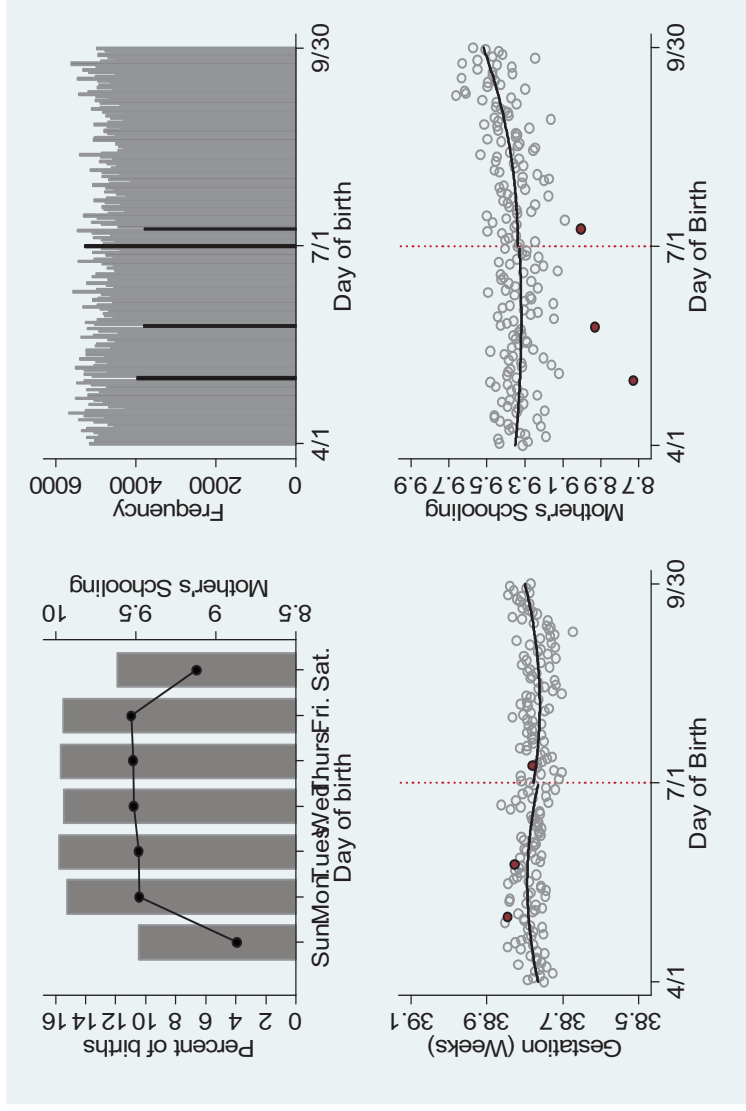 Percent of births
0 2 4 6 8 10 12 14 16
Sun.
Mon.
Tues.
Wed.
Thurs.
Fri.
Sat.
Day of birth
8.5 9 9.5 10
Mother's Schooling
Frequency
0 2000 4000 6000
4/1 7/1 9/30
Day of birth
Gestation (Weeks)
38.5 38.7 38.9 39.1
4/1 7/1 9/30
Day of Birth
Mother's Schooling
8.7 8.9 9.1 9.3 9.5 9.7 9.9
4/1 7/1 9/30
Day of Birth